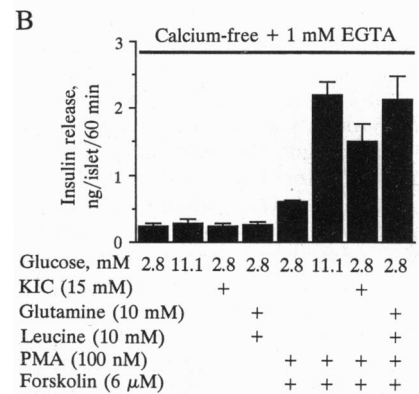 B
Calcium-free + 1 mM EGTA
Insulin release,
ng/islet/60 min
3
2
1
0
Glucose, mM 2.8 11.1 2.8 2.8 2.8 11.1 2.8 2.8
KIC (15 mM) + +
Glutamine (10 mM) + +
Leucine (10 mM) + +
PMA (100 nM) + + + +
Forskolin (6 μM) + + + +